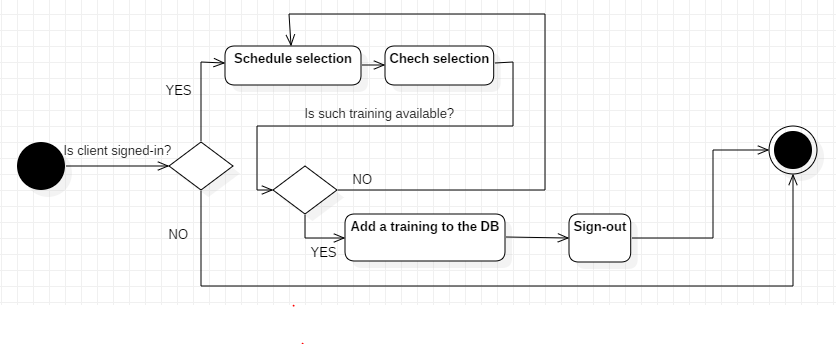 Schedule selection
Chech selection
YES
Is such training available?
Is client signed-in?
NO
Add a training to the DB
Sign-out
NO
YES